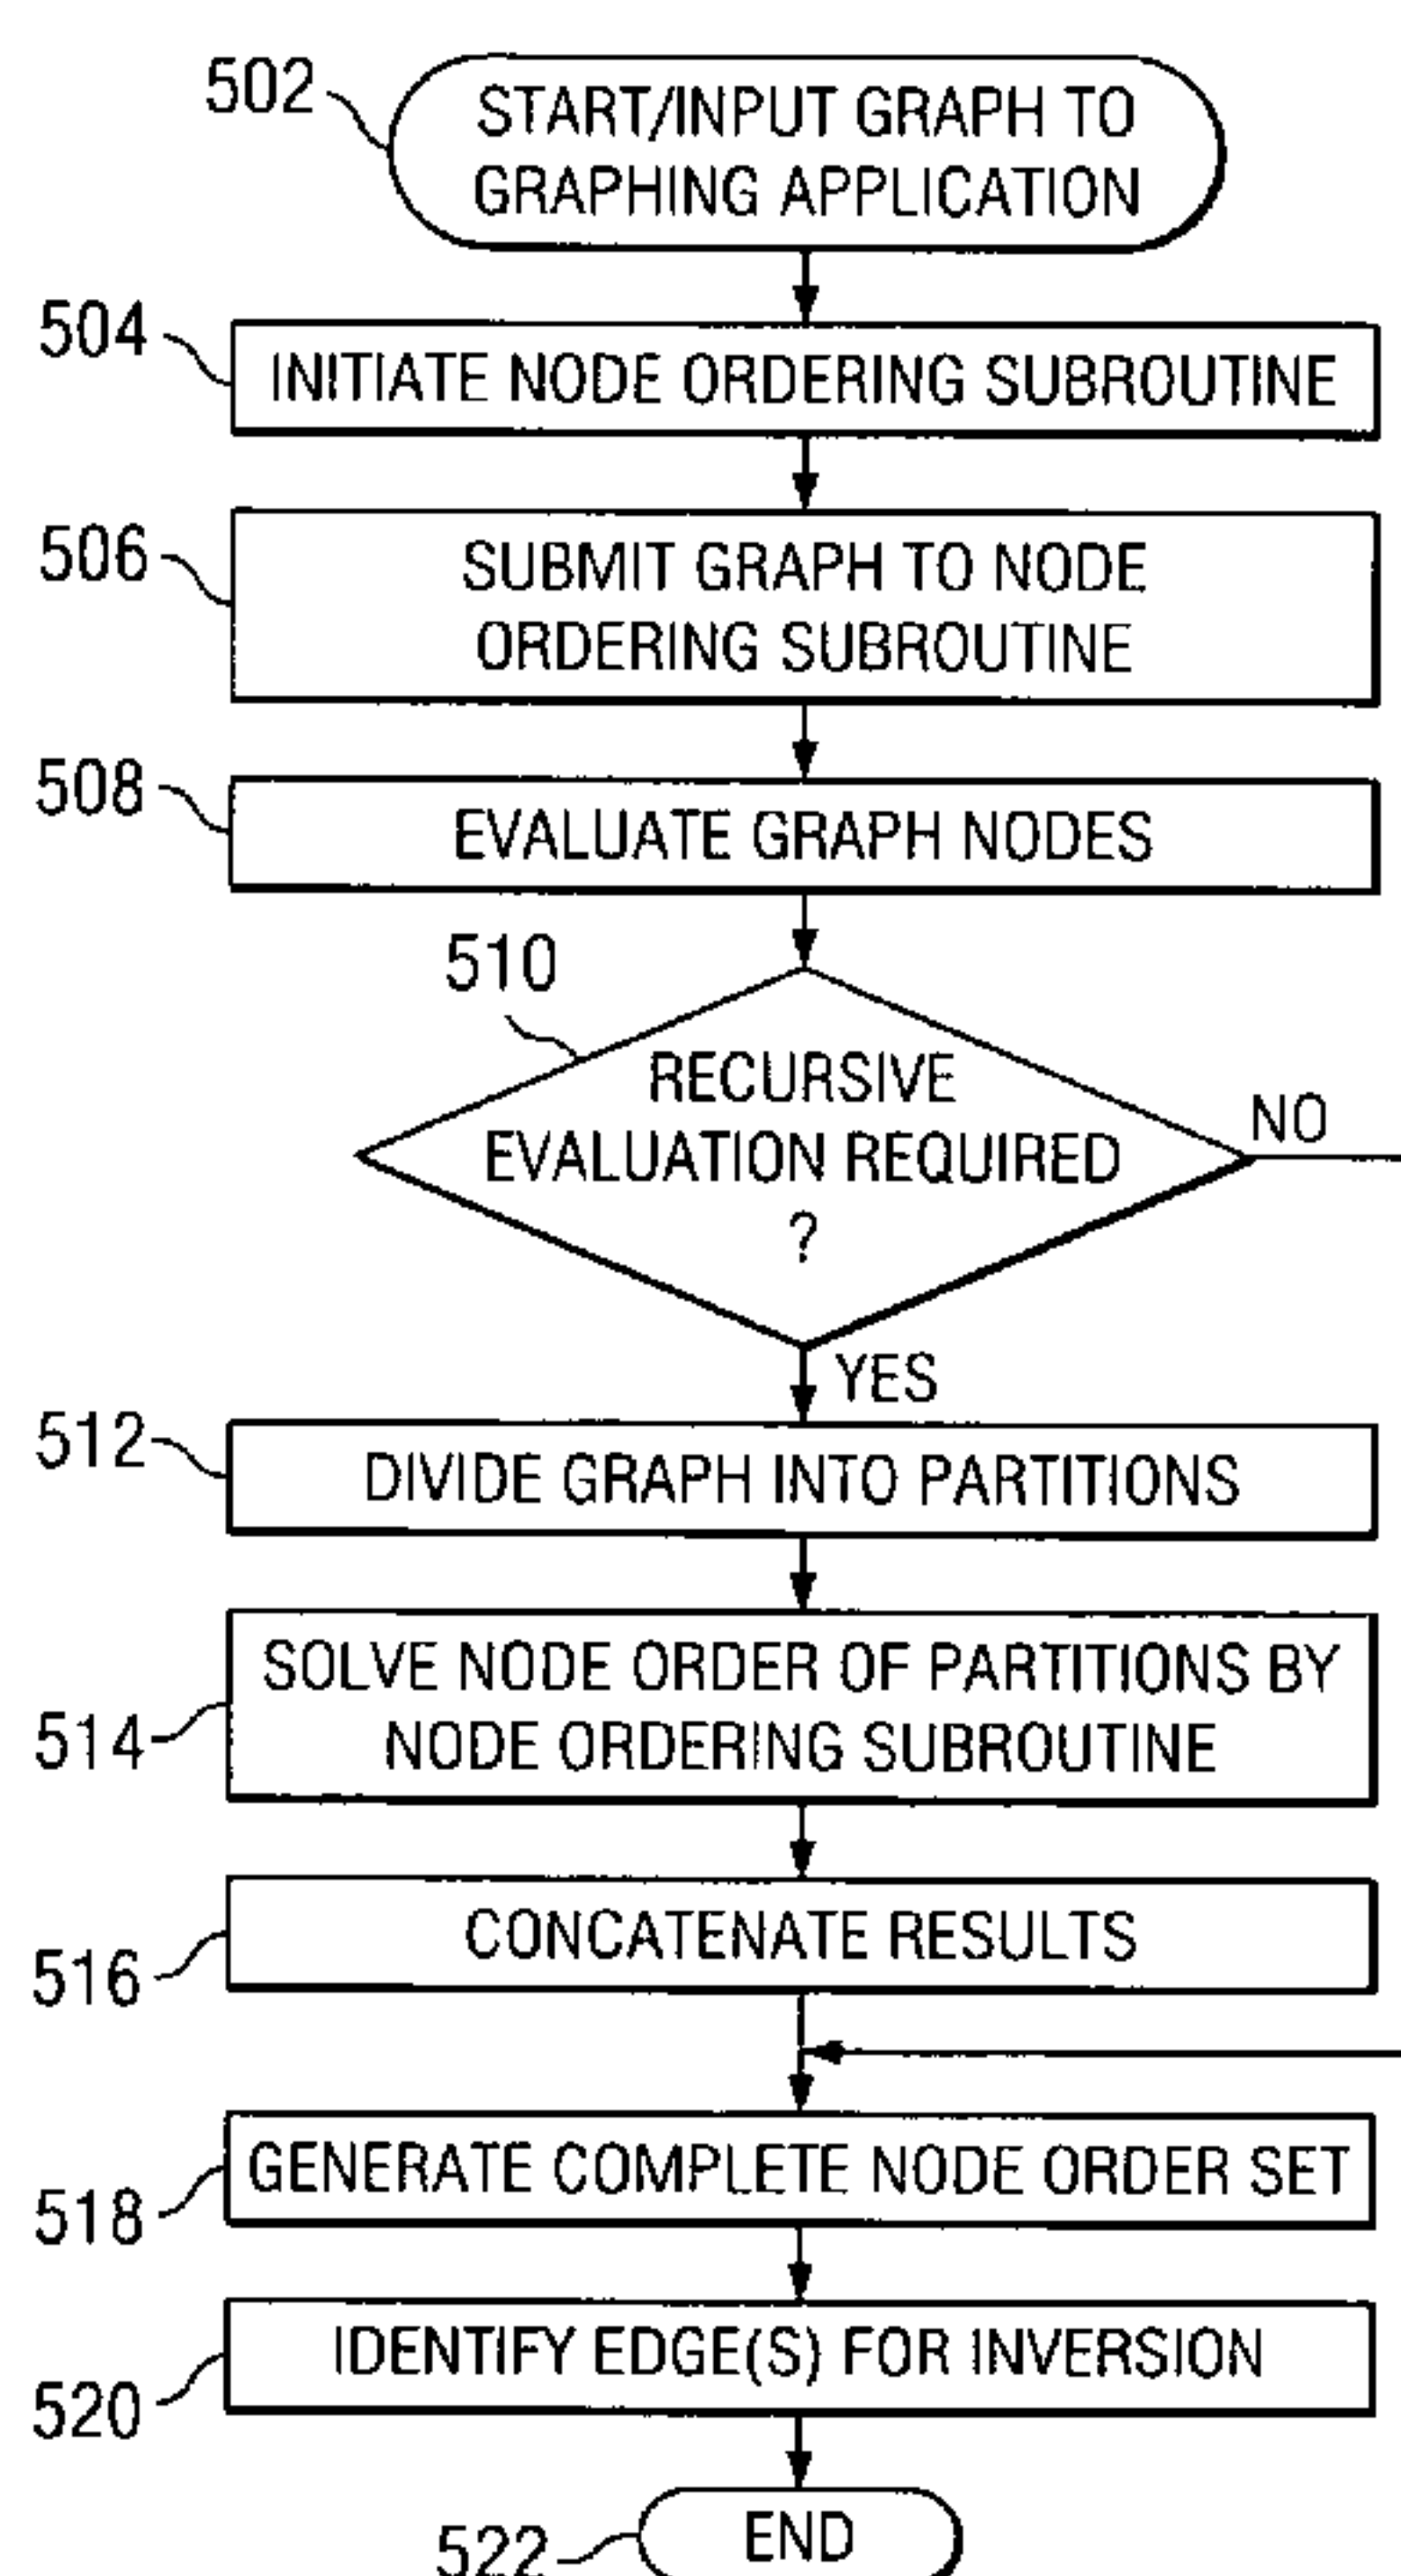 502
START/INPUT GRAPH TO
GRAPHING APPLICATION
504
INITIATE NODE ORDERING SUBROUTINE
506
SUBMIT GRAPH TO NODE
ORDERING SUBROUTINE
508
EVALUATE GRAPH NODES
510
RECURSIVE
EVALUATION REQUIRED
?
NO
YES
512
DIVIDE GRAPH INTO PARTITIONS
514
SOLVE NODE ORDER OF PARTITIONS BY
NODE ORDERING SUBROUTINE
516
CONCATENATE RESULTS
518
GENERATE COMPLETE NODE ORDER SET
520
IDENTIFY EDGE(S) FOR INVERSION
522
END